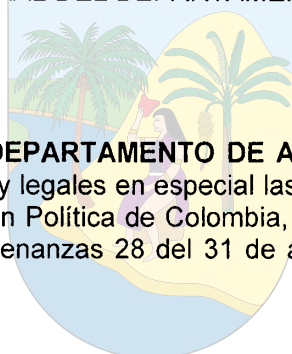 DEPARTAMENTO DE A
y legales en especial las
n Política de Colombia,
enanzas 28 del 31 de a